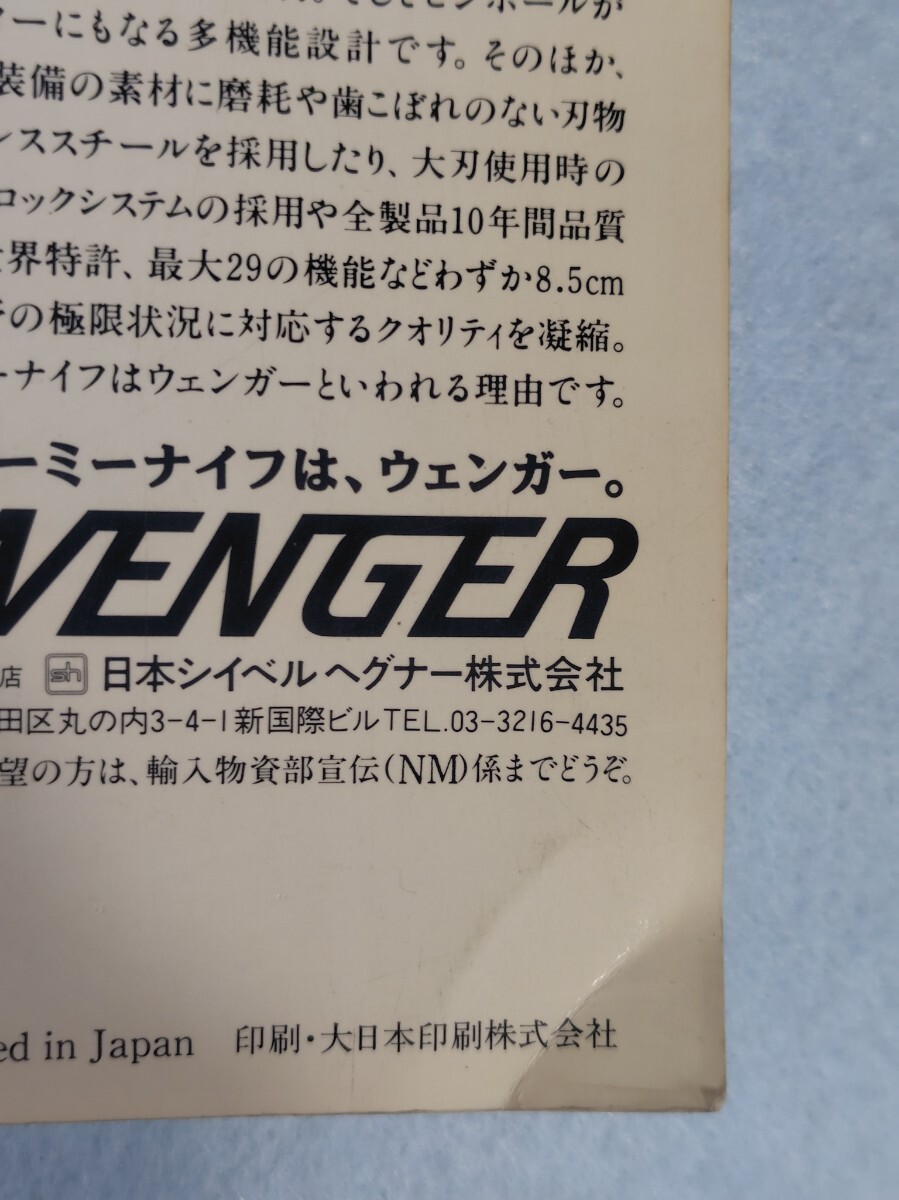 ーにもなる多機能設計です。そのほか、
装備の素材に磨耗や歯こぼれのない刃物
ンススチールを採用したり、大刃使用時の
ロックシステムの採用や全製品10年間品質
界特許、最大29の機能などわずか8.5cm
の極限状況に対応するクオリティを凝縮。
ーナイフはウェンガーといわれる理由です。
ーミーナイフは、ウェンガー。
WENGER
店 sh 日本シイベル ヘグナー株式会社
田区丸の内3-4-1新国際ビルTEL.03-3216-4435
望の方は、輸入物資部宣伝(NM)係までどうぞ。
ed in Japan 印刷・大日本印刷株式会社